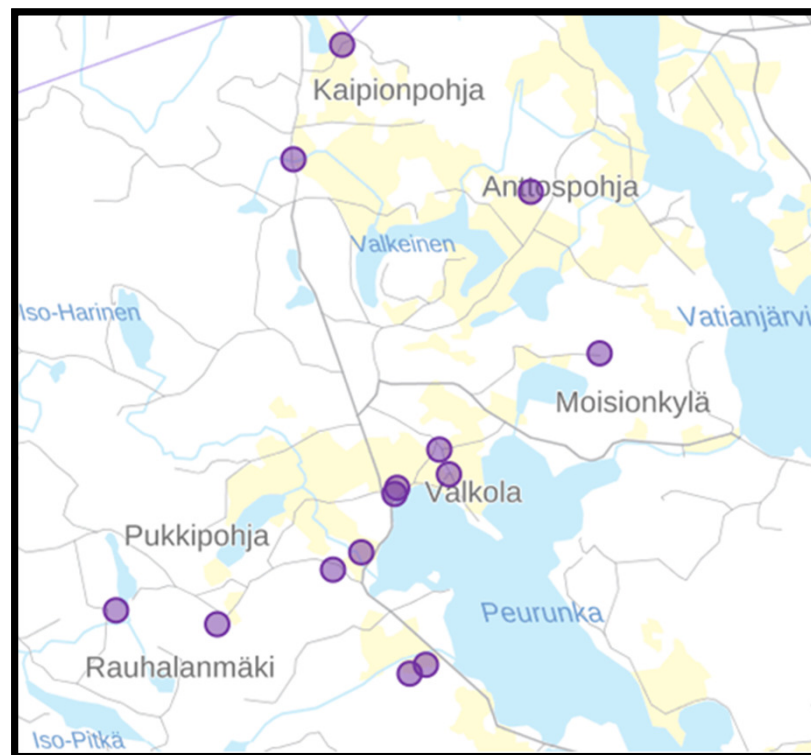 Kaipionpohja
Anttospohja
Valkeinen
Iso-Harinen
Vatianjärvi
Moisionkylä
Valkola
Pukkipohja
Peurunka
Rauhalanmäki
Iso-Pitkä